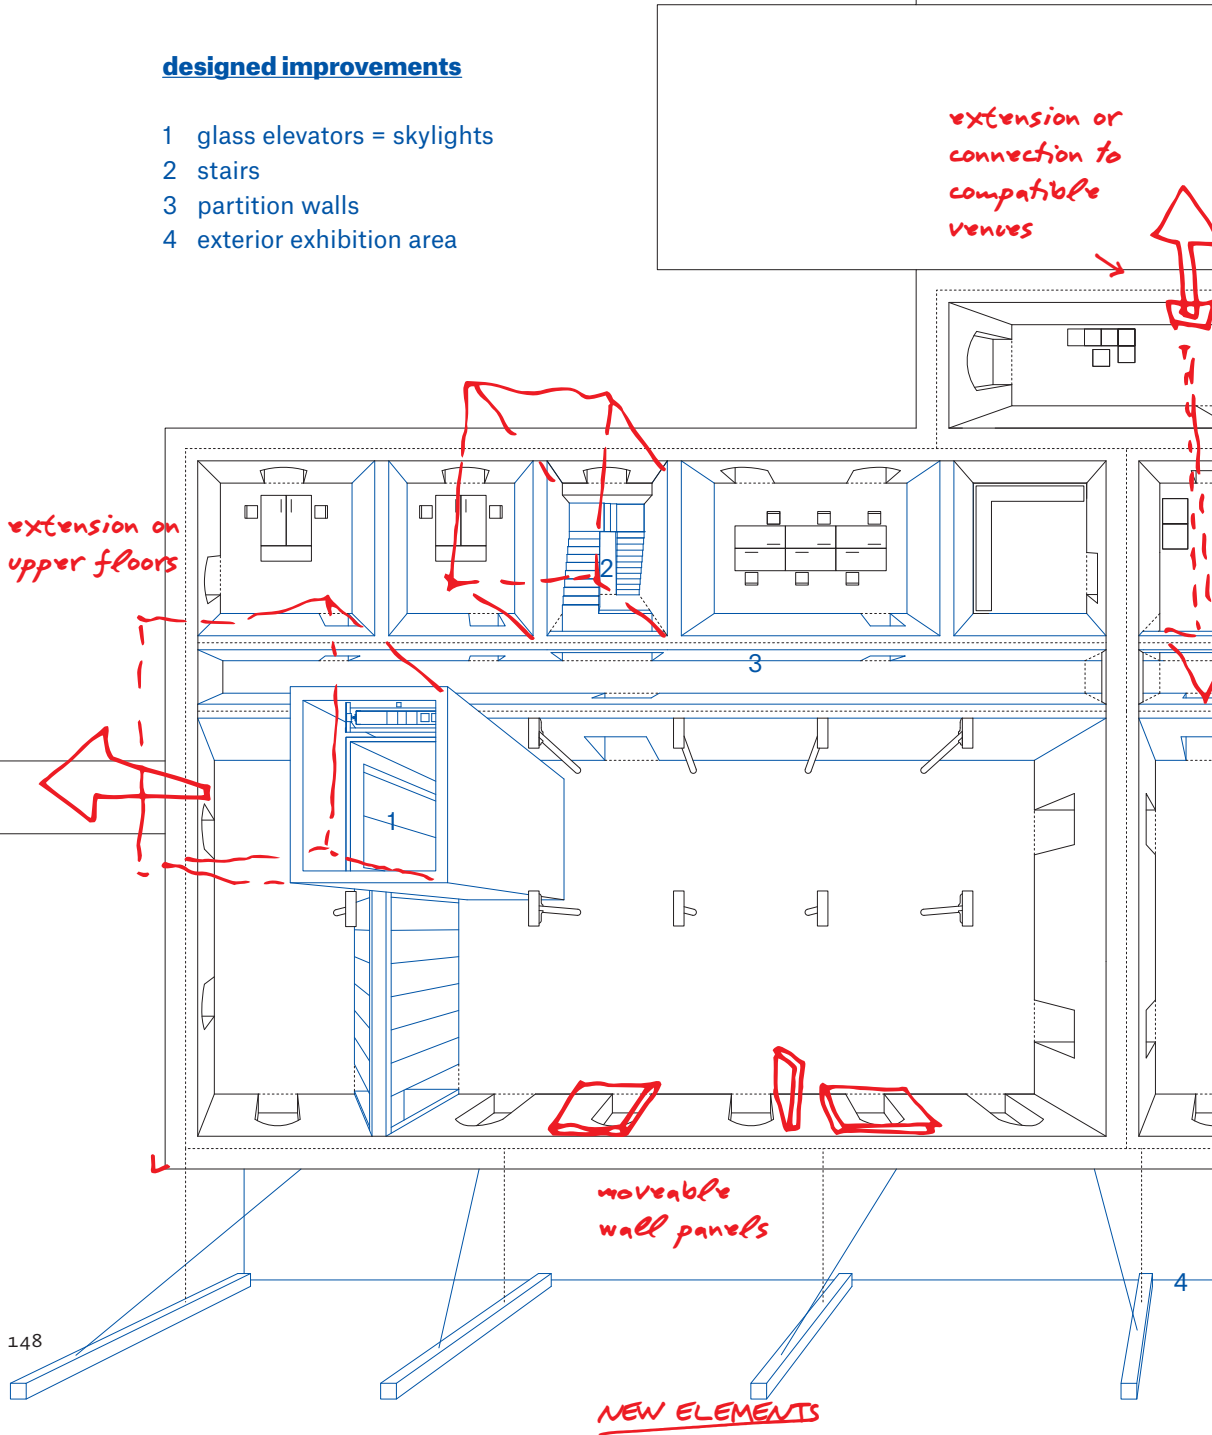 designed improvements
1 glass elevators = skylights
2 stairs
3 partition walls
4 exterior exhibition area
extension or
connection to
compatible
venues
extension on
upper floors
2
3
1
moveable
wall panels
4
148
NEW ELEMENTS